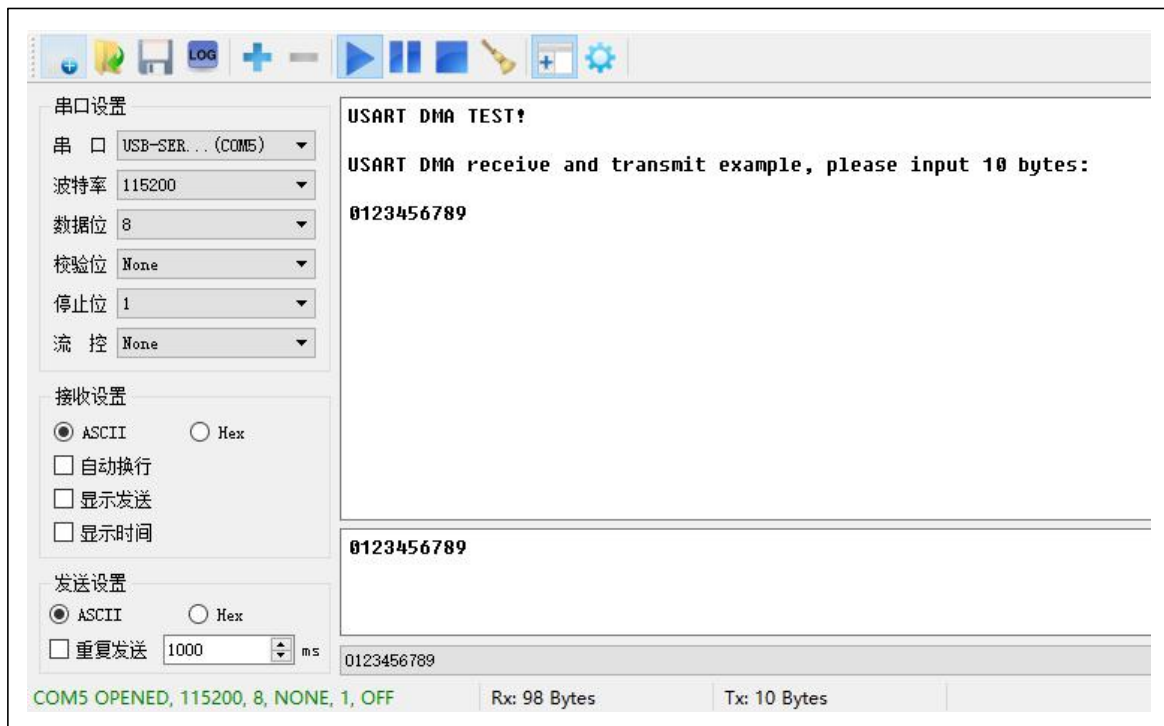 LOG
串口设置
串 口 USB-SER...(COM5)
波特率 115200
数据位 8
校验位 None
停止位 1
流 控 None
接收设置
ASCII Hex
自动换行
显示发送
显示时间
发送设置
ASCII Hex
重复发送 1000 ms
USART DMA TEST!
USART DMA receive and transmit example, please input 10 bytes:
0123456789
0123456789
0123456789
COM5 OPENED, 115200, 8, NONE, 1, OFF Rx: 98 Bytes Tx: 10 Bytes